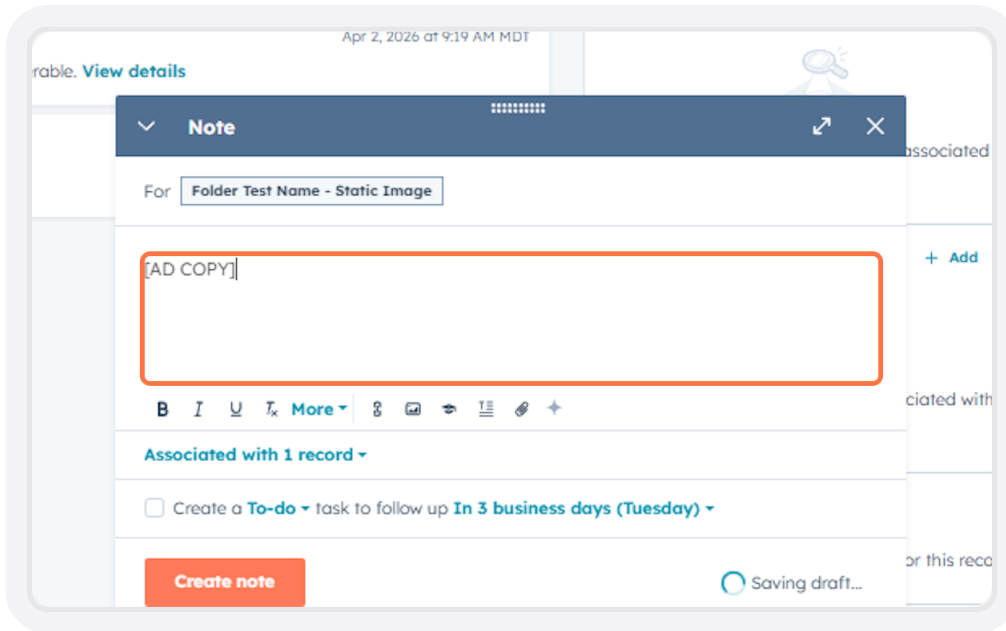 Apr 2, 2026 at 9:19 AM MDT
rable. View details
Note
associated
For Folder Test Name - Static Image
[AD COPY]
+ Add
B I U Tx More
ciated with
Associated with 1 record
Create a To-do task to follow up In 3 business days (Tuesday)
or this reco
Create note
Saving draft...